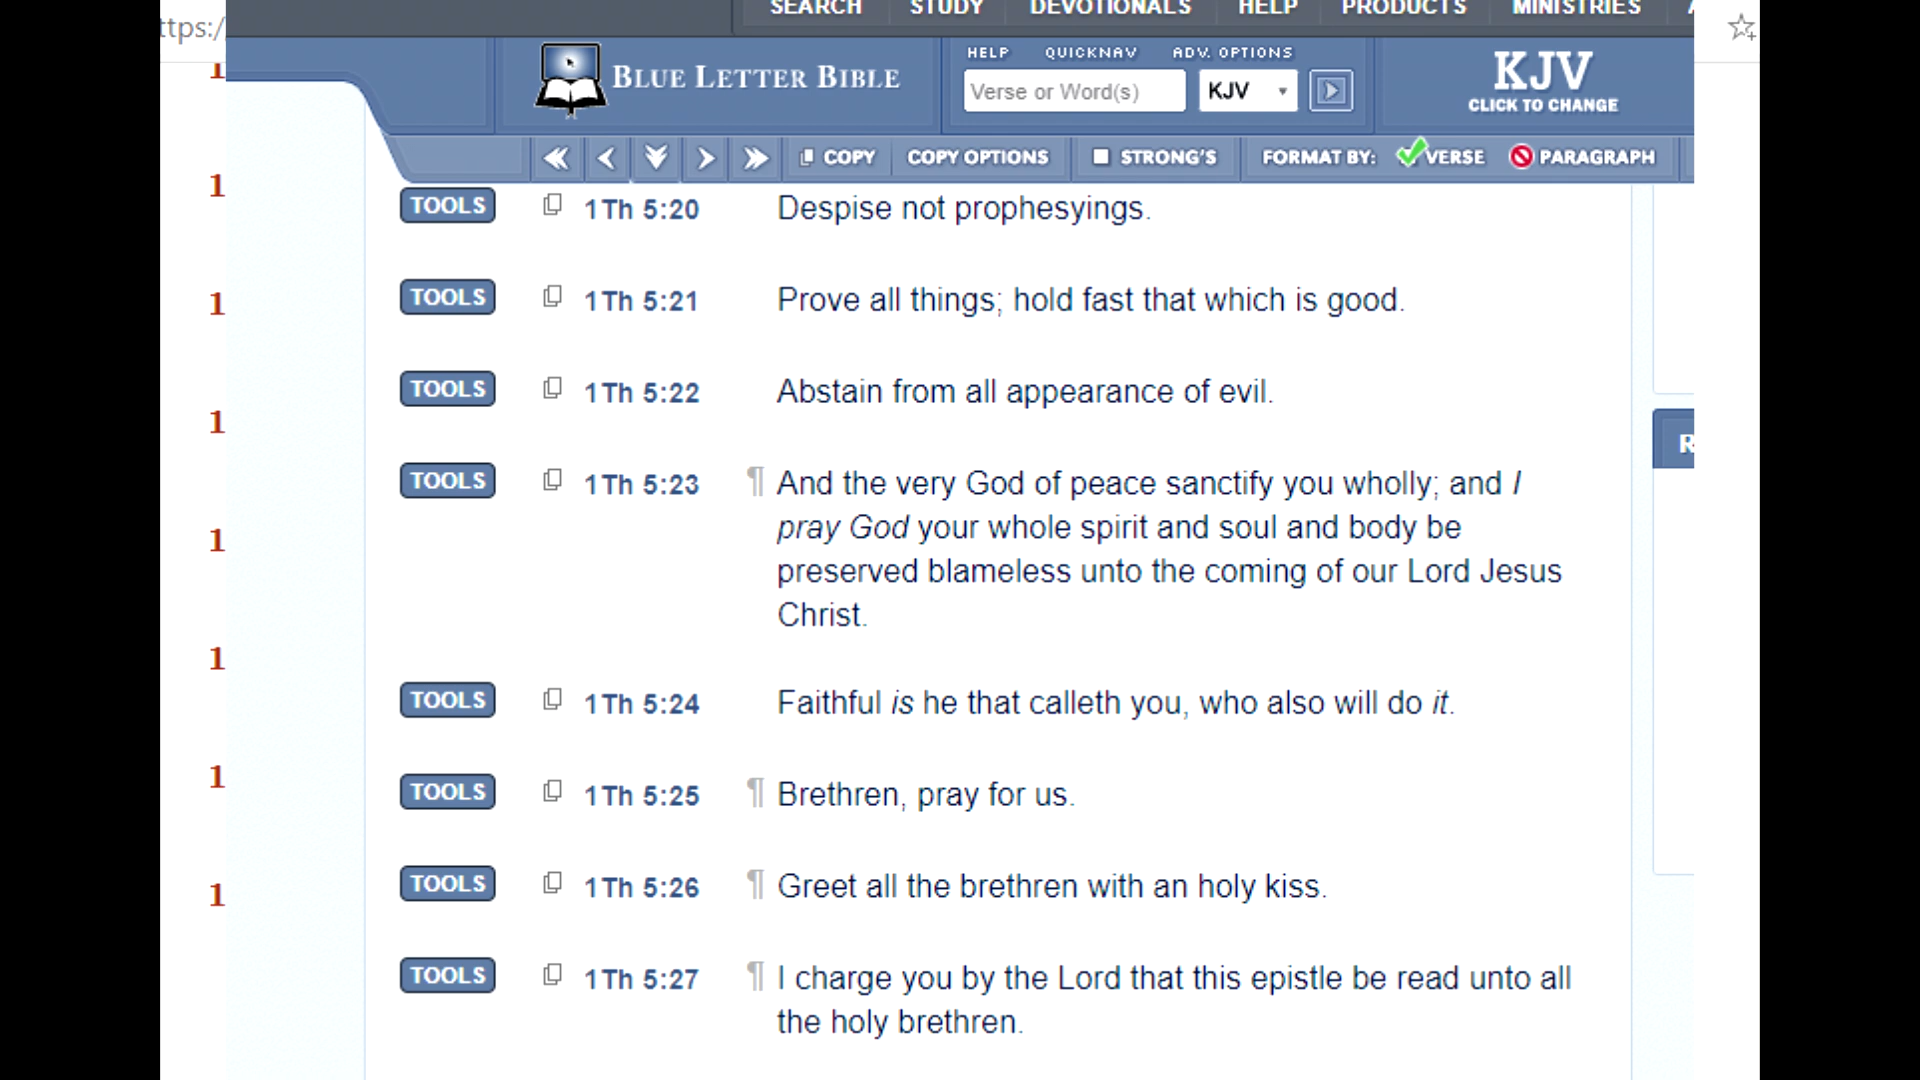 ttps:/
SEARCH STUDY DEVOTIONALS HELP PRODUCTS MINISTRIES
HELP QUICKNAV ADV. OPTIONS
BLUE LETTER BIBLE
Verse or Word(s) KJV
KJV
CLICK TO CHANGE
COPY COPY OPTIONS STRONG'S FORMAT BY: VERSE PARAGRAPH
1
1
1
1
1
1
1
1
TOOLS 1Th 5:20 Despise not prophesyings.
TOOLS 1Th 5:21 Prove all things; hold fast that which is good.
TOOLS 1Th 5:22 Abstain from all appearance of evil.
TOOLS 1Th 5:23 ¶ And the very God of peace sanctify you wholly; and I
pray God your whole spirit and soul and body be
preserved blameless unto the coming of our Lord Jesus
Christ.
TOOLS 1Th 5:24 Faithful is he that calleth you, who also will do it.
TOOLS 1Th 5:25 ¶ Brethren, pray for us.
TOOLS 1Th 5:26 ¶ Greet all the brethren with an holy kiss.
TOOLS 1Th 5:27 ¶ I charge you by the Lord that this epistle be read unto all
the holy brethren.